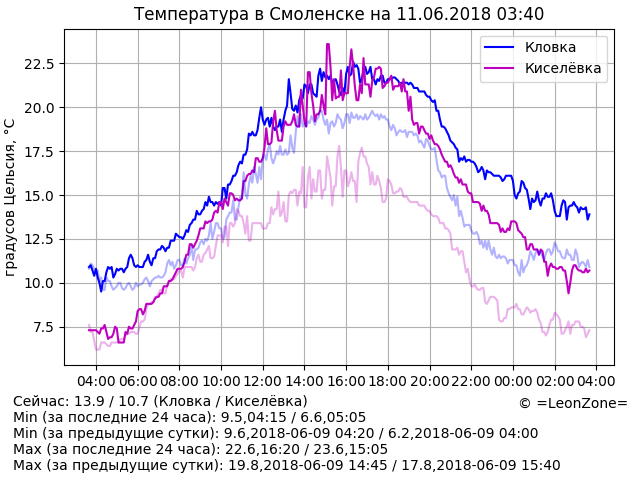 Температура в Смоленске на 11.06.2018 03:40
градусов Цельсия, °C
22.5
20.0
17.5
15.0
12.5
10.0
7.5
Кловка
Киселёвка
04:00 06:00 08:00 10:00 12:00 14:00 16:00 18:00 20:00 22:00 00:00 02:00 04:00
Сейчас: 13.9 / 10.7 (Кловка / Киселёвка)
© =LeonZone=
Min (за последние 24 часа): 9.5,04:15 / 6.6,05:05
Min (за предыдущие сутки): 9.6,2018-06-09 04:20 / 6.2,2018-06-09 04:00
Max (за последние 24 часа): 22.6,16:20 / 23.6,15:05
Max (за предыдущие сутки): 19.8,2018-06-09 14:45 / 17.8,2018-06-09 15:40